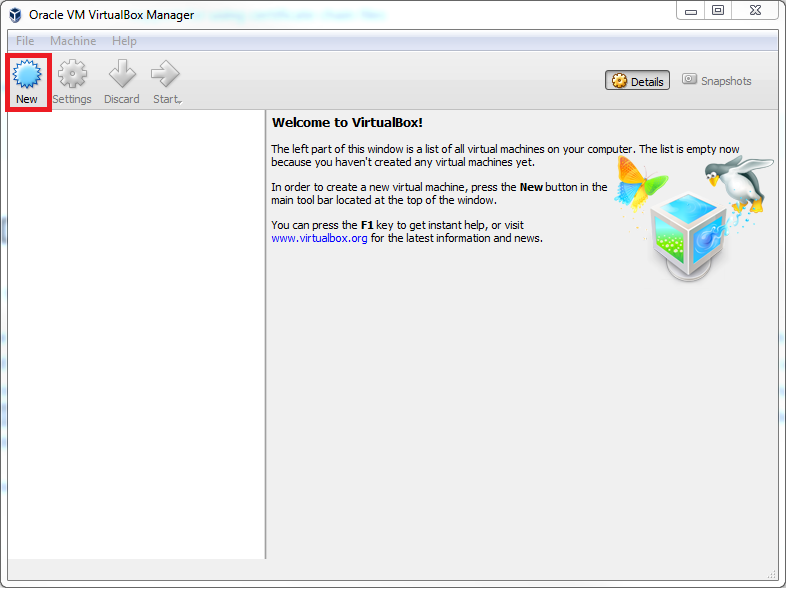 Oracle VM VirtualBox Manager
File Machine Help
New Settings Discard Start
Details Snapshots
Welcome to VirtualBox!
The left part of this window is a list of all virtual machines on your computer. The list is empty now
because you haven't created any virtual machines yet.
In order to create a new virtual machine, press the New button in the
main tool bar located at the top of the window.
You can press the F1 key to get instant help, or visit
www.virtualbox.org for the latest information and news.